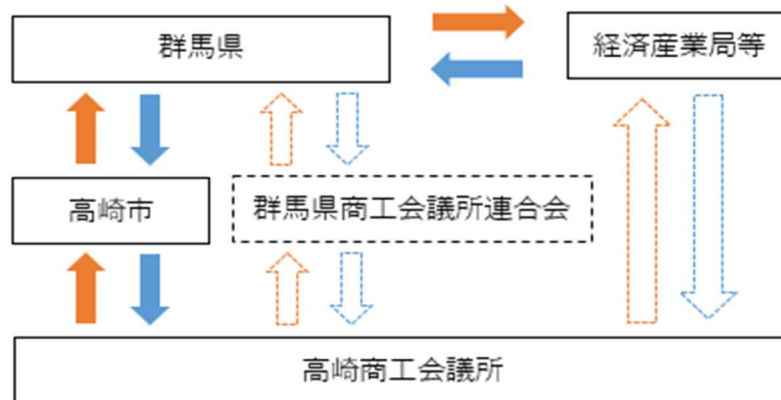 群馬県
経済産業局等
高崎市
群馬県商工会議所連合会
高崎商工会議所